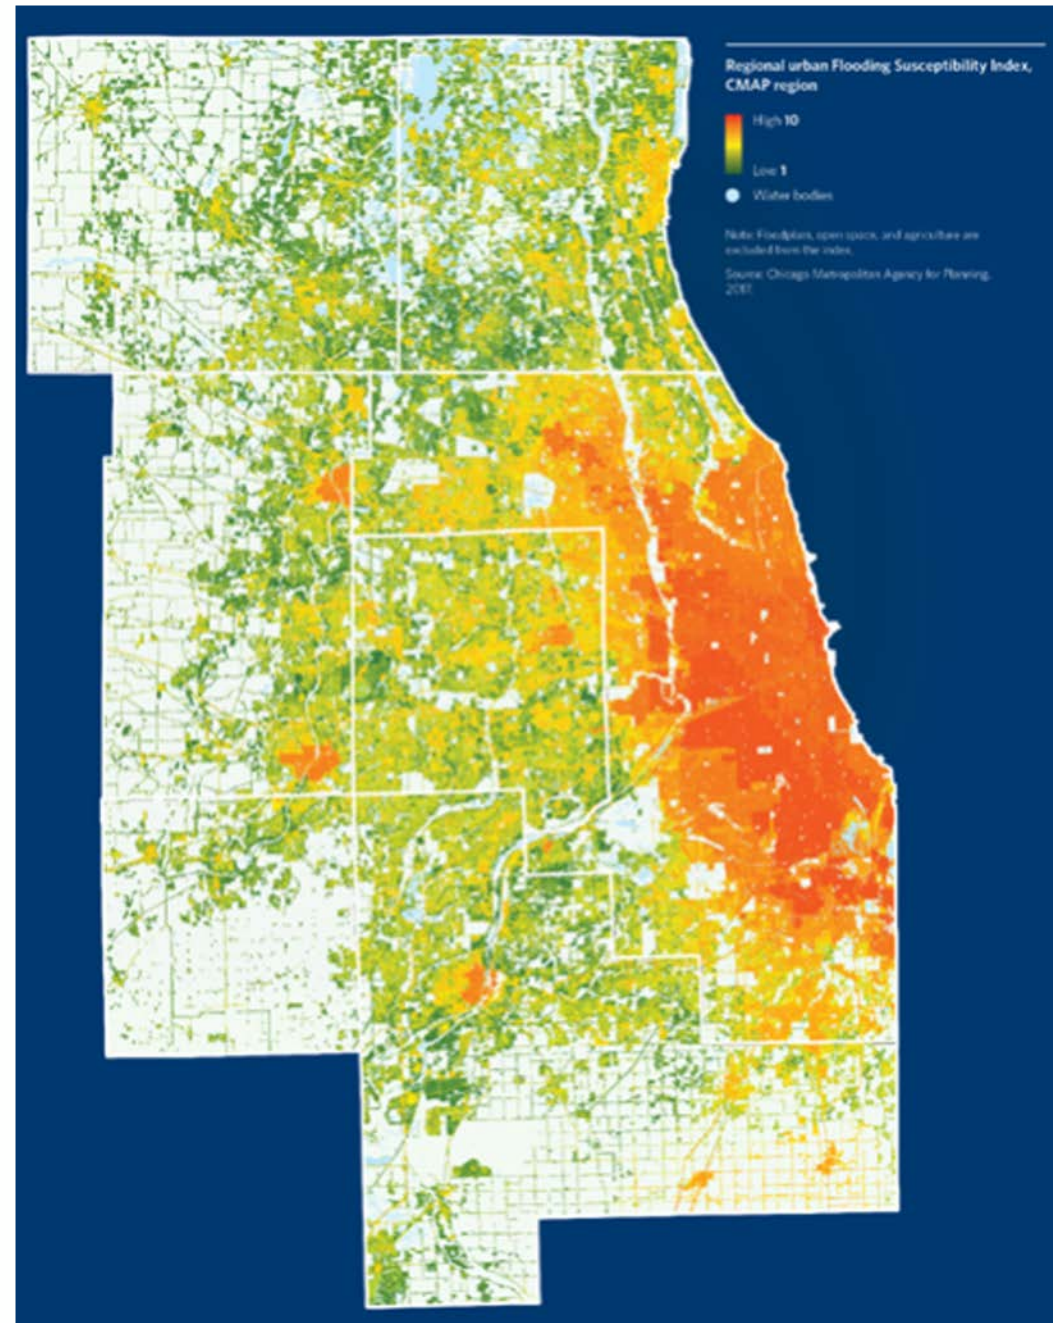 Regional urban Flooding Susceptibility Index,
CMAP region
High 10
Low 1
Water bodies
Note: Floodplain, open space, and agriculture are
excluded from the index.
Source: Chicago Metropolitan Agency for Planning,
2017.